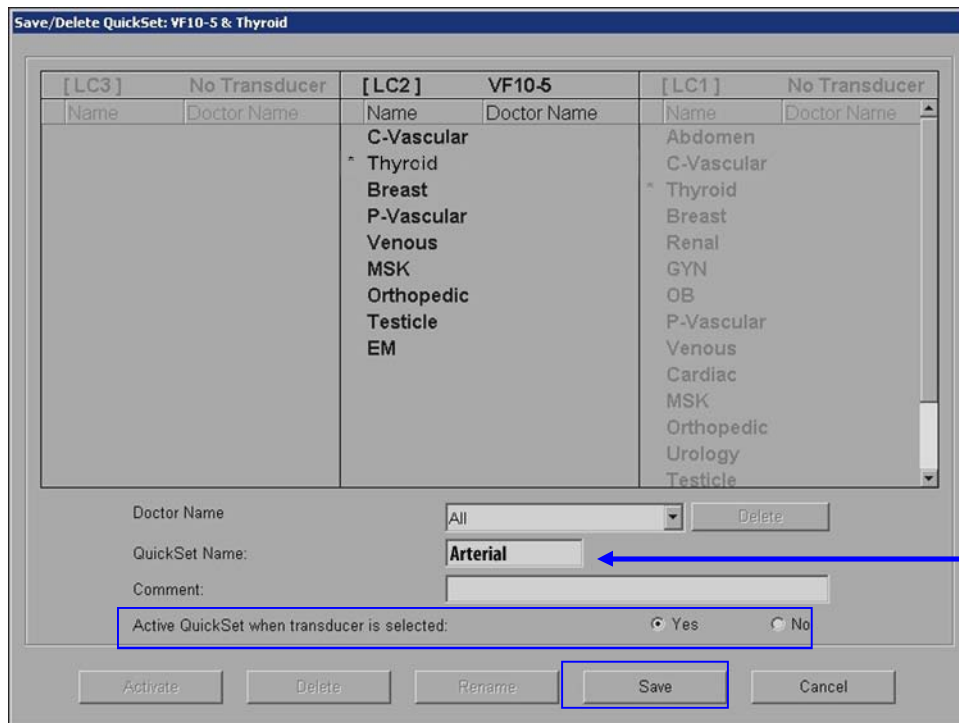 Save/Delete QuickSet: VF10-5 & Thyroid
[LC3] No Transducer [LC2] VF10-5 [LC1] No Transducer
Name Doctor Name Name Doctor Name Name Doctor Name
C-Vascular Abdomen
* Thyroid C-Vascular
Breast * Thyroid
P-Vascular Breast
Venous Renal
MSK GYN
Orthopedic OB
Testicle P-Vascular
EM Venous
Cardiac
MSK
Orthopedic
Urology
Testicle
Doctor Name All Delete
QuickSet Name: Arterial
Comment:
Active QuickSet when transducer is selected: Yes No
Activate Delete Rename Save Cancel